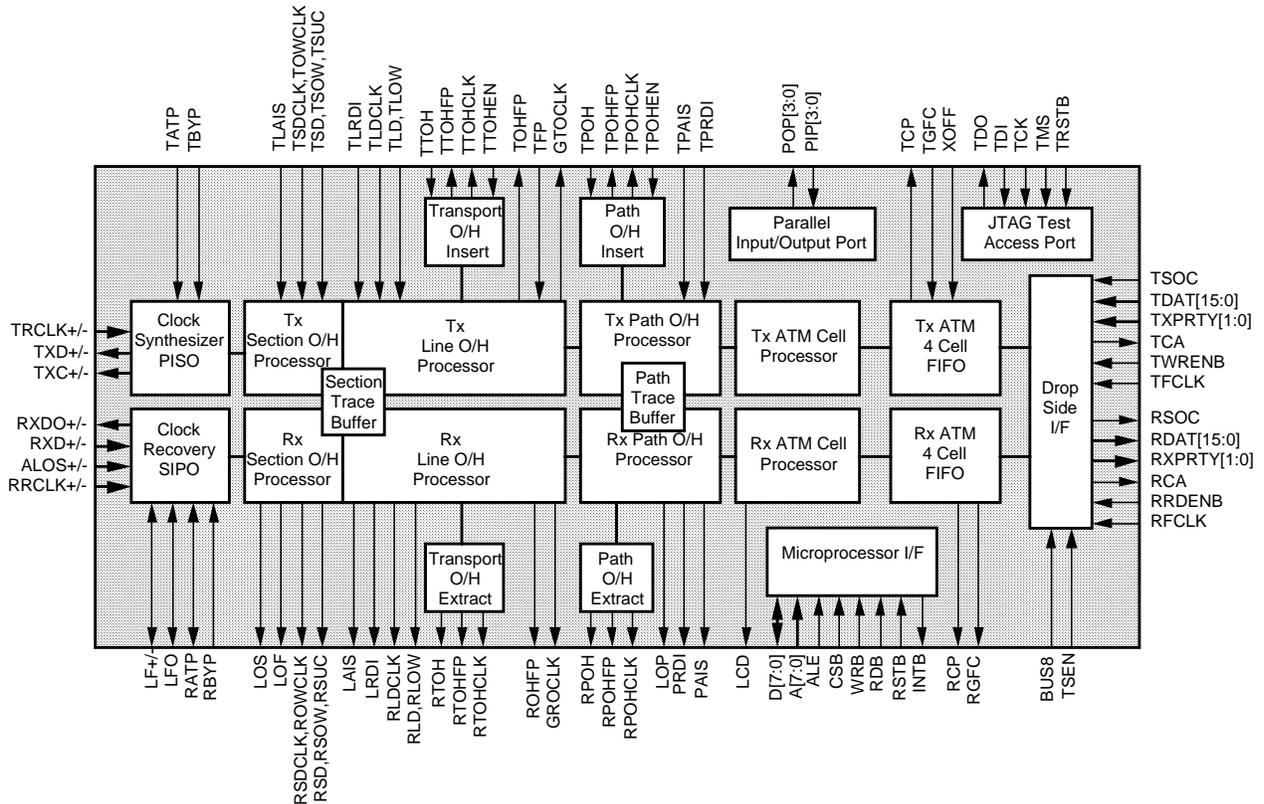 TATP
TBYP
TLAIS
TSDCLK,TOWCLK
TSD,TSOW,TSUC
TLRDI
TLDCLK
TLD,TLOW
TTOH
TTOHFP
TTOHCLK
TTOHEN
TOHFP
TFP
GTOCLK
TPOH
TPOHFP
TPOHCLK
TPOHEN
TPAIS
TPRDI
POP[3:0]
PIP[3:0]
TCP
TGFC
XOFF
TDO
TDI
TCK
TMS
TRSTB
Transport
O/H
Insert
Path
O/H
Insert
Parallel
Input/Output Port
JTAG Test
Access Port
TRCLK+/-
TXD+/-
TXC+/-
Clock
Synthesizer
PISO
Tx
Section O/H
Processor
Tx
Line O/H
Processor
Tx Path O/H
Processor
Tx ATM Cell
Processor
Tx ATM
4 Cell
FIFO
Section
Trace
Buffer
Path
Trace
Buffer
Drop
Side
I/F
TSOC
TDAT[15:0]
TXPRTY[1:0]
TCA
TWRENB
TFCLK
RXDO+/-
RXD+/-
ALOS+/-
RRCLK+/-
Clock
Recovery
SIPO
Rx
Section O/H
Processor
Rx
Line O/H
Processor
Rx Path O/H
Processor
Rx ATM Cell
Processor
Rx ATM
4 Cell
FIFO
RSOC
RDAT[15:0]
RXPRTY[1:0]
RCA
RRDENB
RFCLK
Transport
O/H
Extract
Path
O/H
Extract
Microprocessor I/F
LF+/-
LFO
RATP
RBYP
LOS
LOF
RSDCLK,ROWCLK
RSD,RSOW,RSUC
LAIS
LRDI
RLDCLK
RLD,RLOW
RTOH
RTOHFP
RTOHCLK
ROHFP
GROCLK
RPOH
RPOHFP
RPOHCLK
LOP
PRDI
PAIS
LCD
D[7:0]
A[7:0]
ALE
CSB
WRB
RDB
RSTB
INTB
RCP
RGFC
BUS8
TSEN